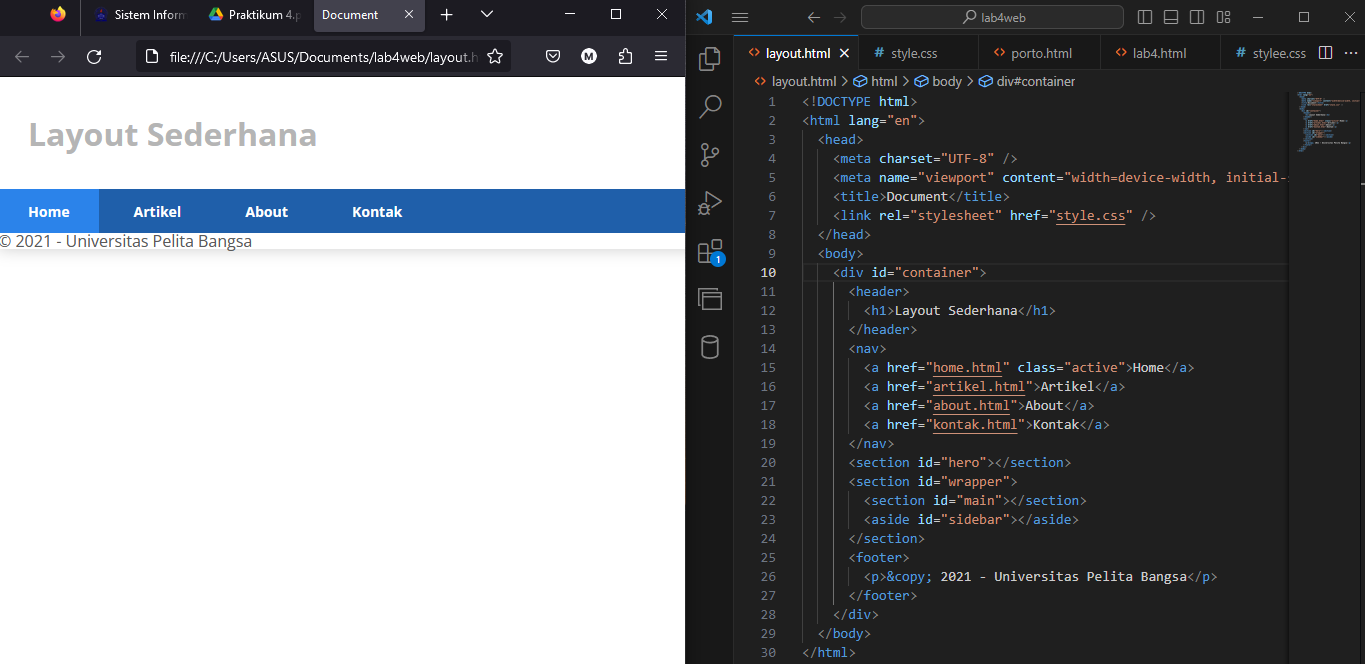 Sistem Inforn
Praktikum 4.p
Document
file:///C:/Users/ASUS/Documents/lab4web/layout.h
Layout Sederhana
Home Artikel About Kontak
© 2021 - Universitas Pelita Bangsa
lab4web
layout.html
style.css
porto.html
lab4.html
stylee.css
layout.html > html > body > div#container
1 <!DOCTYPE html>
2 <html lang="en">
3 <head>
4 <meta charset="UTF-8" />
5 <meta name="viewport" content="width=device-width, initial-
6 <title>Document</title>
7 <link rel="stylesheet" href="style.css" />
8 </head>
9 <body>
10 <div id="container">
11 <header>
12 <h1>Layout Sederhana</h1>
13 </header>
14 <nav>
15 <a href="home.html" class="active">Home</a>
16 <a href="artikel.html">Artikel</a>
17 <a href="about.html">About</a>
18 <a href="kontak.html">Kontak</a>
19 </nav>
20 <section id="hero"></section>
21 <section id="wrapper">
22 <section id="main"></section>
23 <aside id="sidebar"></aside>
24 </section>
25 <footer>
26 <p>&copy; 2021 - Universitas Pelita Bangsa</p>
27 </footer>
28 </div>
29 </body>
30 </html>
M
1